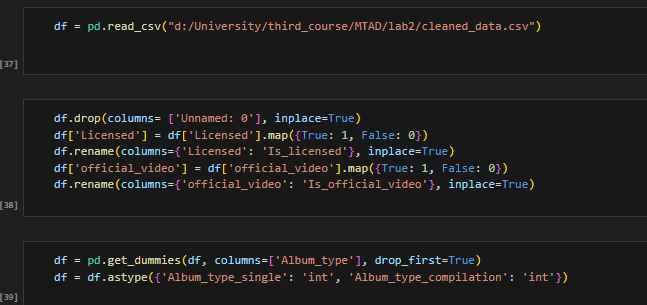 df = pd.read_csv("d:/University/third_course/MTAD/lab2/cleaned_data.csv")
[37]
df.drop(columns= ['Unnamed: 0'], inplace=True)
df['Licensed'] = df['Licensed'].map({True: 1, False: 0})
df.rename(columns={'Licensed': 'Is_licensed'}, inplace=True)
df['official_video'] = df['official_video'].map({True: 1, False: 0})
df.rename(columns={'official_video': 'Is_official_video'}, inplace=True)
[38]
df = pd.get_dummies(df, columns=['Album_type'], drop_first=True)
df = df.astype({'Album_type_single': 'int', 'Album_type_compilation': 'int'})
[39]